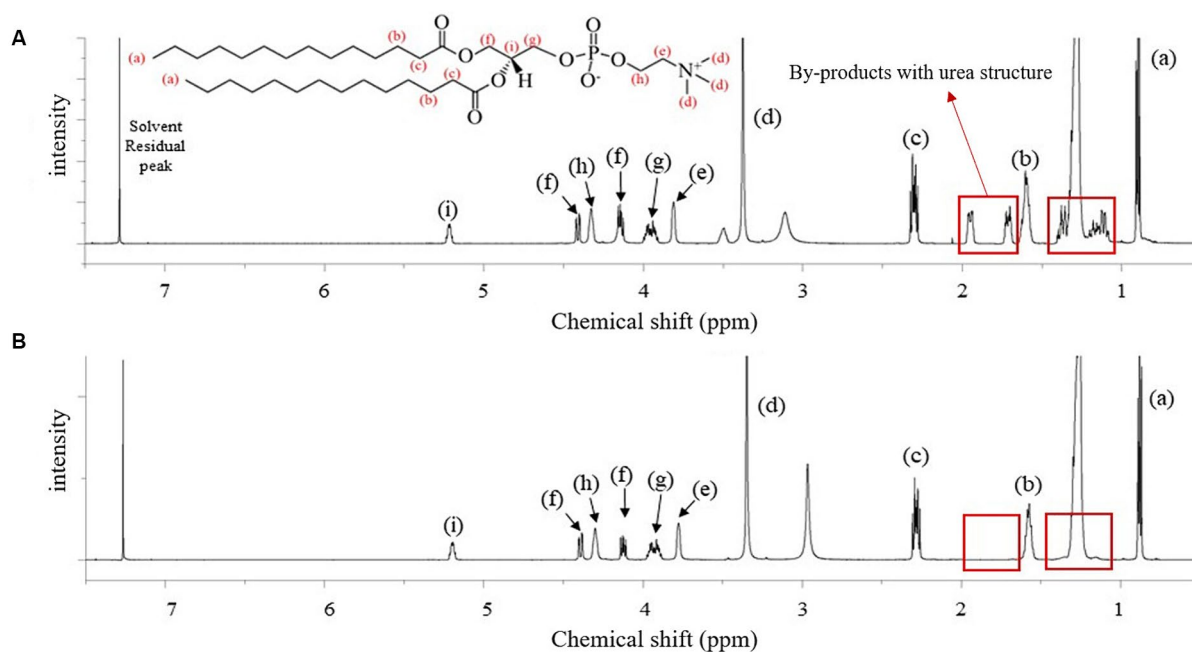 A
intensity
Solvent
Residual
peak
(a)
(a)
(b)
(c)
O
O
(f)
(i)
(g)
H
O
(c)
(b)
O
O
O
P
O-
O
(h)
(e)
N+
(d)
(d)
(d)
By-products with urea structure
(i)
(f)
(h)
(f)
(g)
(e)
(d)
(c)
(b)
(a)
7 6 5 4 3 2 1
Chemical shift (ppm)
B
intensity
(i)
(f)
(h)
(f)
(g)
(e)
(d)
(c)
(b)
(a)
7 6 5 4 3 2 1
Chemical shift (ppm)